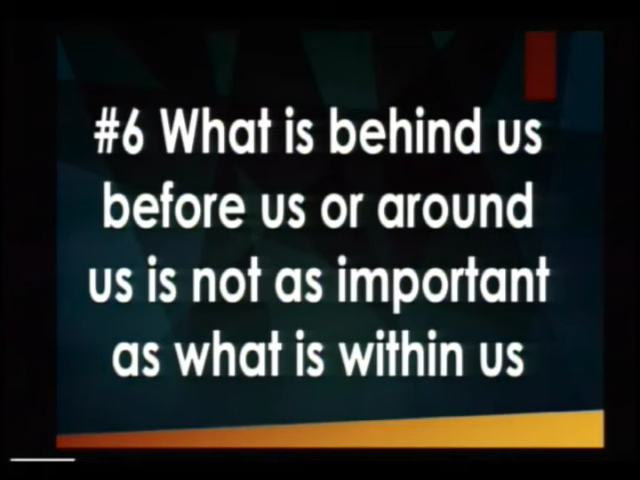 #6 What is behind us
before us or around
us is not as important
as what is within us